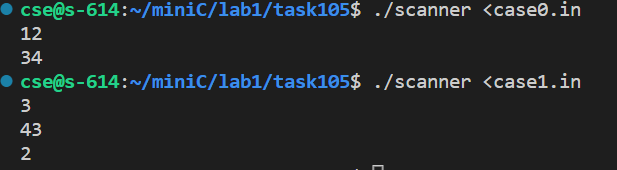 cse@s-614:~/miniC/lab1/task105$ ./scanner <case0.in
12
34
cse@s-614:~/miniC/lab1/task105$ ./scanner <case1.in
3
43
2